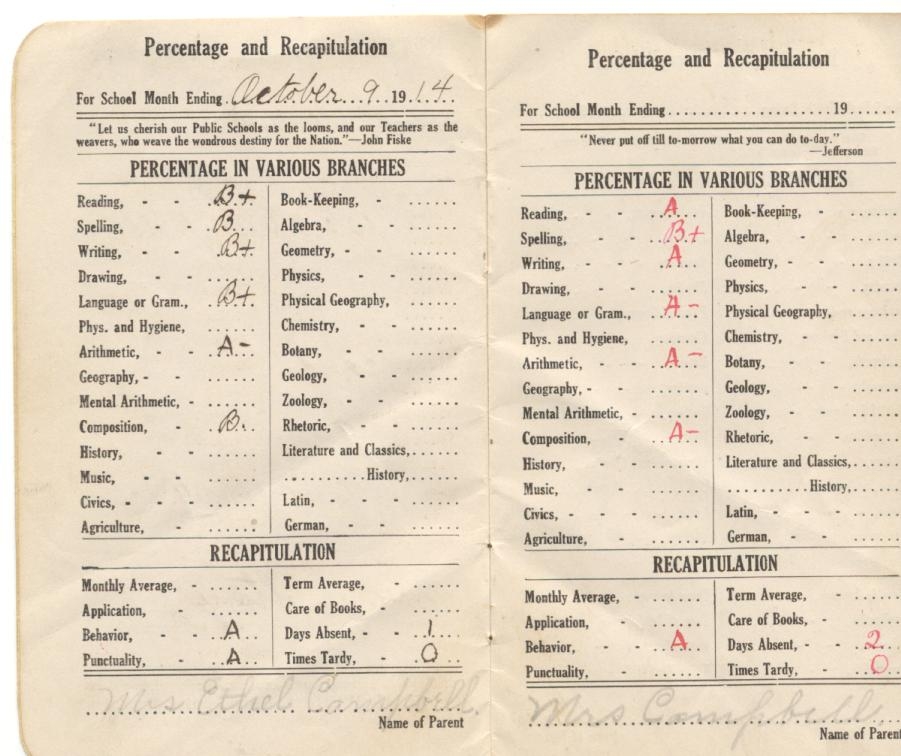 Percentage and Recapitulation
For School Month Ending. October...9..19.14.
"Let us cherish our Public Schools as the looms, and our Teachers as the
weavers, who weave the wondrous destiny for the Nation."—John Fiske
PERCENTAGE IN VARIOUS BRANCHES
Reading, - - B+ Book-Keeping, - ......
Spelling, - - B Algebra, - - ......
Writing, - - B+ Geometry, - - ......
Drawing, - - ...... Physics, - - ......
Language or Gram., B+ Physical Geography, ......
Phys. and Hygiene, ...... Chemistry, - - ......
Arithmetic, - - A- Botany, - - ......
Geography, - - ...... Geology, - - ......
Mental Arithmetic, - ...... Zoology, - - ......
Composition, - B. Rhetoric, - - ......
History, - - ...... Literature and Classics,......
Music, - - ...... ..........History,......
Civics, - - - ...... Latin, - - - ......
Agriculture, - ...... German, - - ......
RECAPITULATION
Monthly Average, - ...... Term Average, - ......
Application, - ...... Care of Books, - ......
Behavior, - - A Days Absent, - - 1
Punctuality, - - A Times Tardy, - - 0
Mrs Ethel Campbell
Name of Parent
Percentage and Recapitulation
For School Month Ending.......................19......
"Never put off till to-morrow what you can do to-day."
—Jefferson
PERCENTAGE IN VARIOUS BRANCHES
Reading, - - A Book-Keeping, - ......
Spelling, - - B+ Algebra, - - ......
Writing, - - A Geometry, - - ......
Drawing, - - ...... Physics, - - ......
Language or Gram., A- Physical Geography, ......
Phys. and Hygiene, ...... Chemistry, - - ......
Arithmetic, - - A- Botany, - - ......
Geography, - - ...... Geology, - - ......
Mental Arithmetic, - ...... Zoology, - - ......
Composition, - A- Rhetoric, - - ......
History, - - ...... Literature and Classics,......
Music, - - ...... ..........History,......
Civics, - - - ...... Latin, - - - ......
Agriculture, - ...... German, - - ......
RECAPITULATION
Monthly Average, - ...... Term Average, - ......
Application, - ...... Care of Books, - ......
Behavior, - - A Days Absent, - - 2
Punctuality, - - ...... Times Tardy, - - 0
Mrs Campbell
Name of Parent